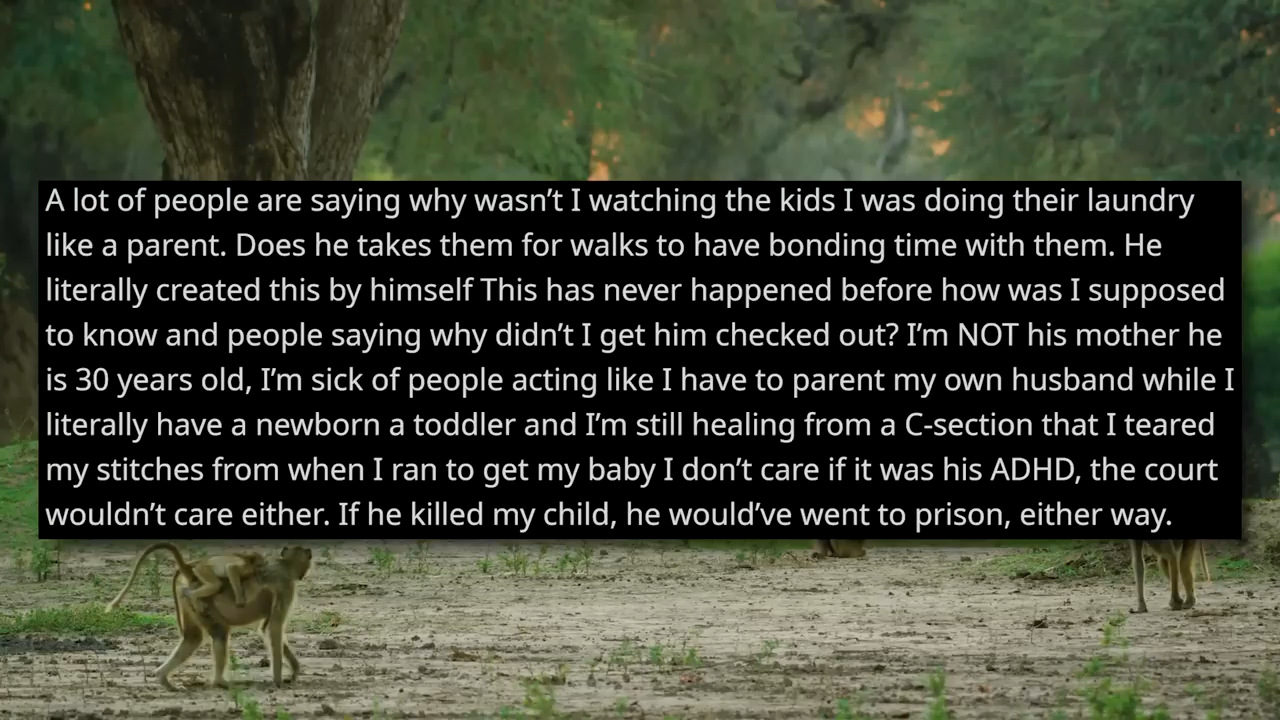 A lot of people are saying why wasn’t I watching the kids I was doing their laundry
like a parent. Does he takes them for walks to have bonding time with them. He
literally created this by himself This has never happened before how was I supposed
to know and people saying why didn’t I get him checked out? I’m NOT his mother he
is 30 years old, I’m sick of people acting like I have to parent my own husband while I
literally have a newborn a toddler and I’m still healing from a C-section that I teared
my stitches from when I ran to get my baby I don’t care if it was his ADHD, the court
wouldn’t care either. If he killed my child, he would’ve went to prison, either way.